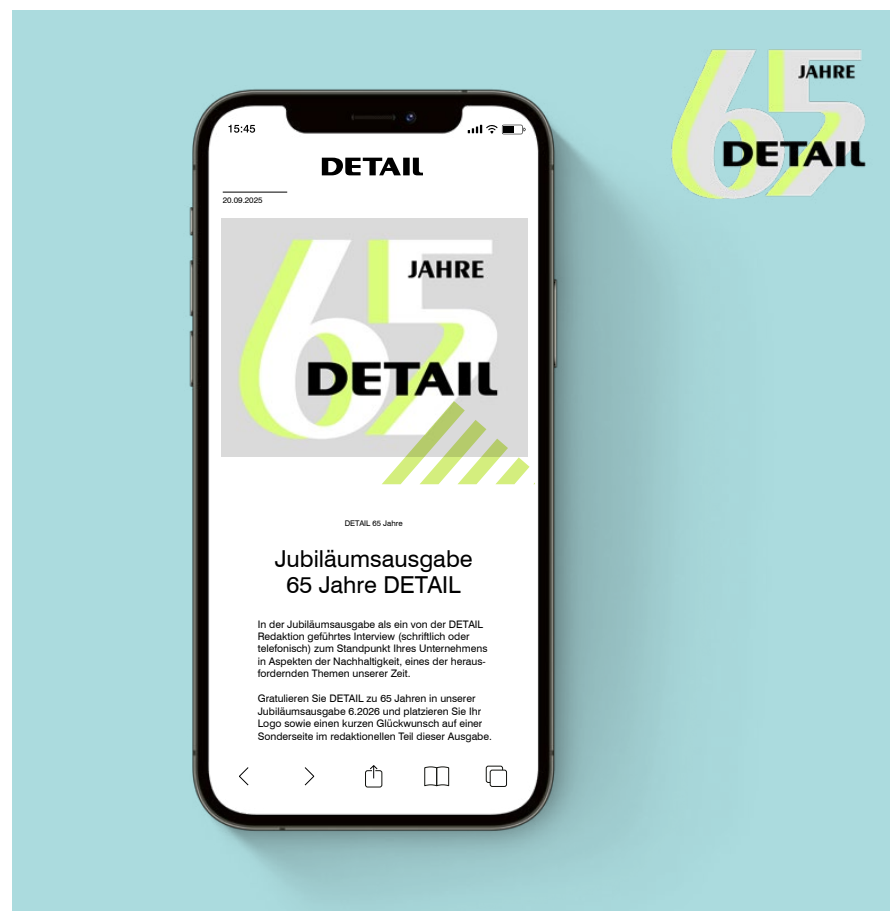 65
JAHRE
DETAIL
15:45
DETAIL
20.09.2025
65
JAHRE
DETAIL
DETAIL 65 Jahre
Jubiläumsausgabe
65 Jahre DETAIL
In der Jubiläumsausgabe als ein von der DETAIL
Redaktion geführtes Interview (schriftlich oder
telefonisch) zum Standpunkt Ihres Unternehmens
in Aspekten der Nachhaltigkeit, eines der heraus-
fordernden Themen unserer Zeit.
Gratulieren Sie DETAIL zu 65 Jahren in unserer
Jubiläumsausgabe 6.2026 und platzieren Sie Ihr
Logo sowie einen kurzen Glückwunsch auf einer
Sonderseite im redaktionellen Teil dieser Ausgabe.